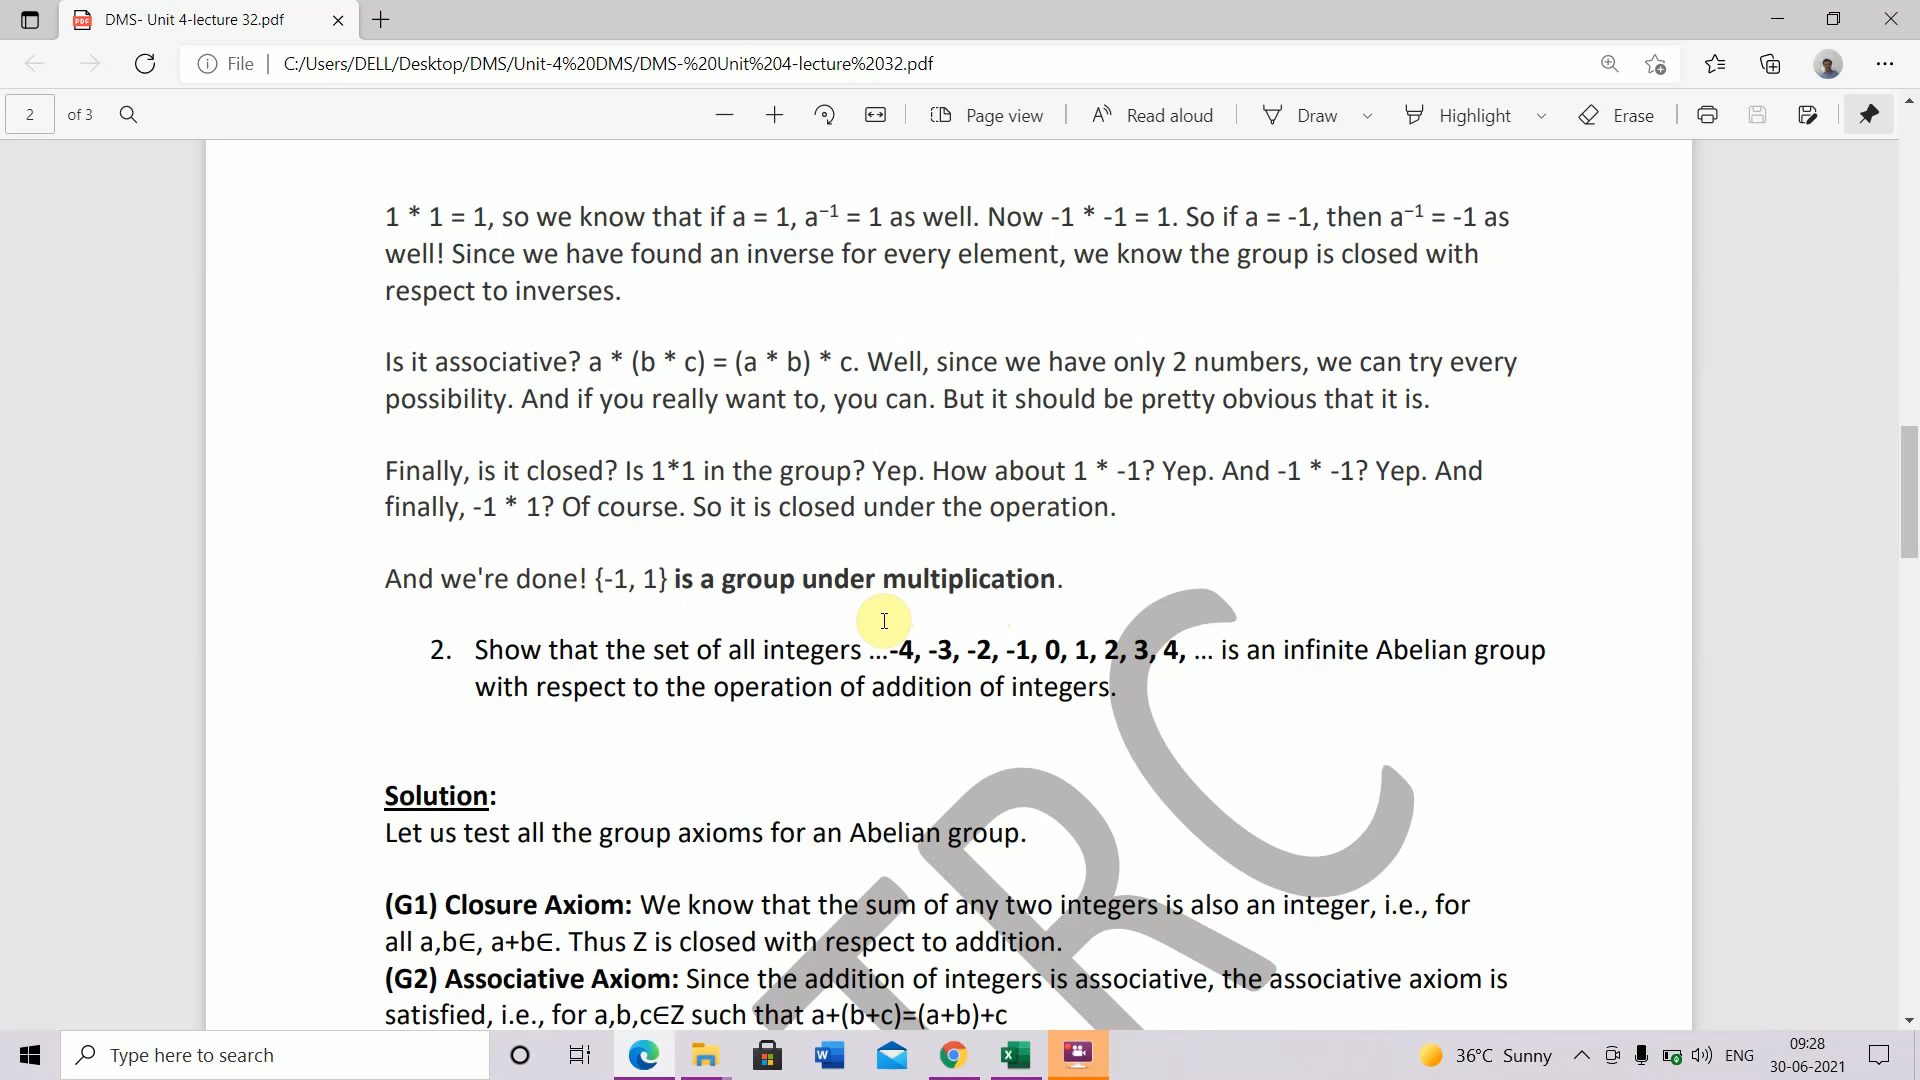 DMS- Unit 4-lecture 32.pdf
File
C:/Users/DELL/Desktop/DMS/Unit-4%20DMS/DMS-%20Unit%204-lecture%2032.pdf
2 of 3
Page view
Read aloud
Draw
Highlight
Erase
1 * 1 = 1, so we know that if a = 1, a⁻¹ = 1 as well. Now -1 * -1 = 1. So if a = -1, then a⁻¹ = -1 as
well! Since we have found an inverse for every element, we know the group is closed with
respect to inverses.
Is it associative? a * (b * c) = (a * b) * c. Well, since we have only 2 numbers, we can try every
possibility. And if you really want to, you can. But it should be pretty obvious that it is.
Finally, is it closed? Is 1*1 in the group? Yep. How about 1 * -1? Yep. And -1 * -1? Yep. And
finally, -1 * 1? Of course. So it is closed under the operation.
And we're done! {-1, 1} is a group under multiplication.
2. Show that the set of all integers ...-4, -3, -2, -1, 0, 1, 2, 3, 4, ... is an infinite Abelian group
with respect to the operation of addition of integers.
Solution:
Let us test all the group axioms for an Abelian group.
(G1) Closure Axiom: We know that the sum of any two integers is also an integer, i.e., for
all a,b∈, a+b∈. Thus Z is closed with respect to addition.
(G2) Associative Axiom: Since the addition of integers is associative, the associative axiom is
satisfied, i.e., for a,b,c∈Z such that a+(b+c)=(a+b)+c
TRC
Type here to search
36°C Sunny
ENG
09:28
30-06-2021